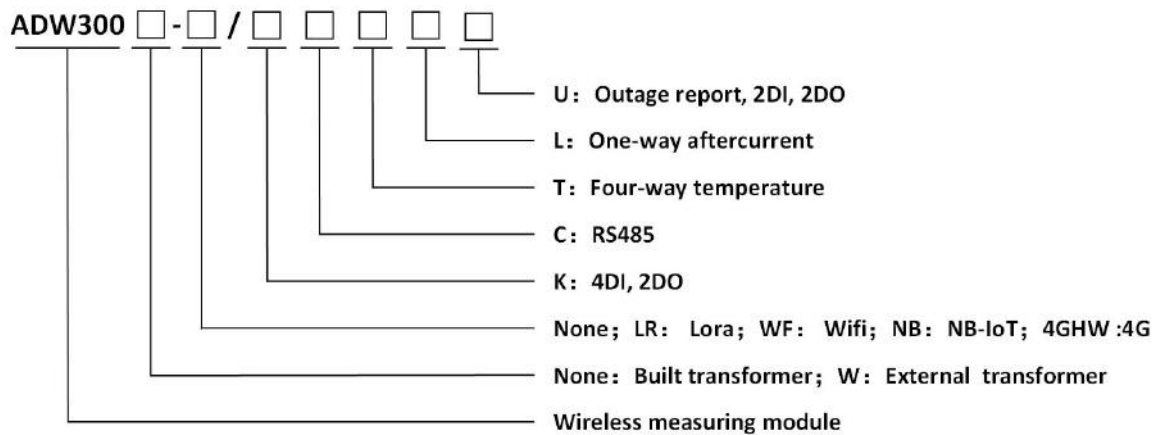 ADW300 □-□/□ □ □ □ □
U：Outage report, 2DI, 2DO
L：One-way aftercurrent
T：Four-way temperature
C：RS485
K：4DI, 2DO
None；LR：Lora；WF：Wifi；NB：NB-IoT；4GHW :4G
None：Built transformer；W：External transformer
Wireless measuring module